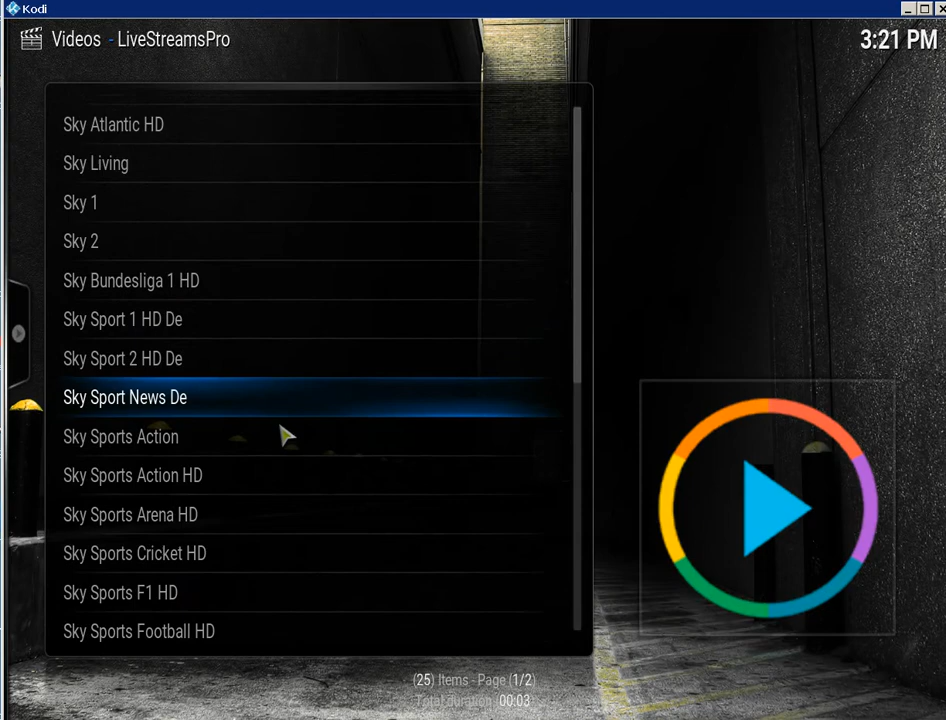 Kodi
Videos - LiveStreamsPro
3:21 PM
Sky Atlantic HD
Sky Living
Sky 1
Sky 2
Sky Bundesliga 1 HD
Sky Sport 1 HD De
Sky Sport 2 HD De
Sky Sport News De
Sky Sports Action
Sky Sports Action HD
Sky Sports Arena HD
Sky Sports Cricket HD
Sky Sports F1 HD
Sky Sports Football HD
(25) Items - Page (1/2)
Total duration: 00:03